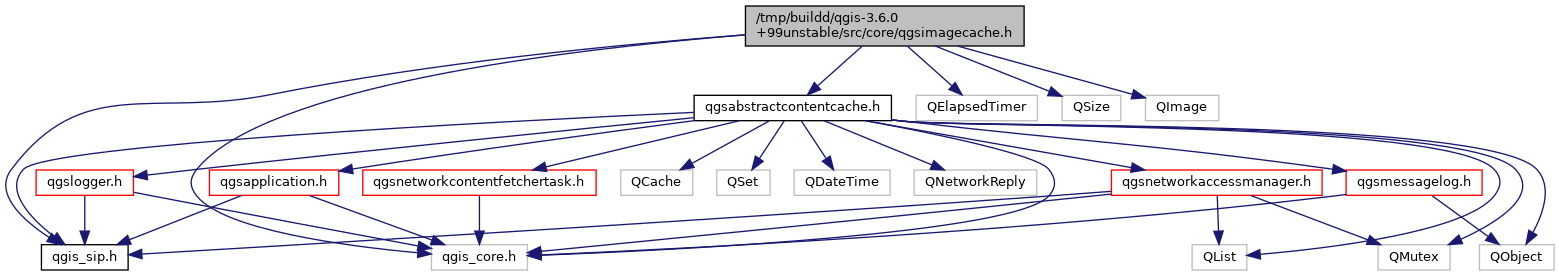 /tmp/buildd/qgis-3.6.0
+99unstable/src/core/qgsimagecache.h
qgsabstractcontentcache.h
QElapsedTimer
QSize
QImage
qgslogger.h
qgsapplication.h
qgsnetworkcontentfetchertask.h
QCache
QSet
QDateTime
QNetworkReply
qgsnetworkaccessmanager.h
qgsmessagelog.h
qgis_sip.h
qgis_core.h
QList
QMutex
QObject